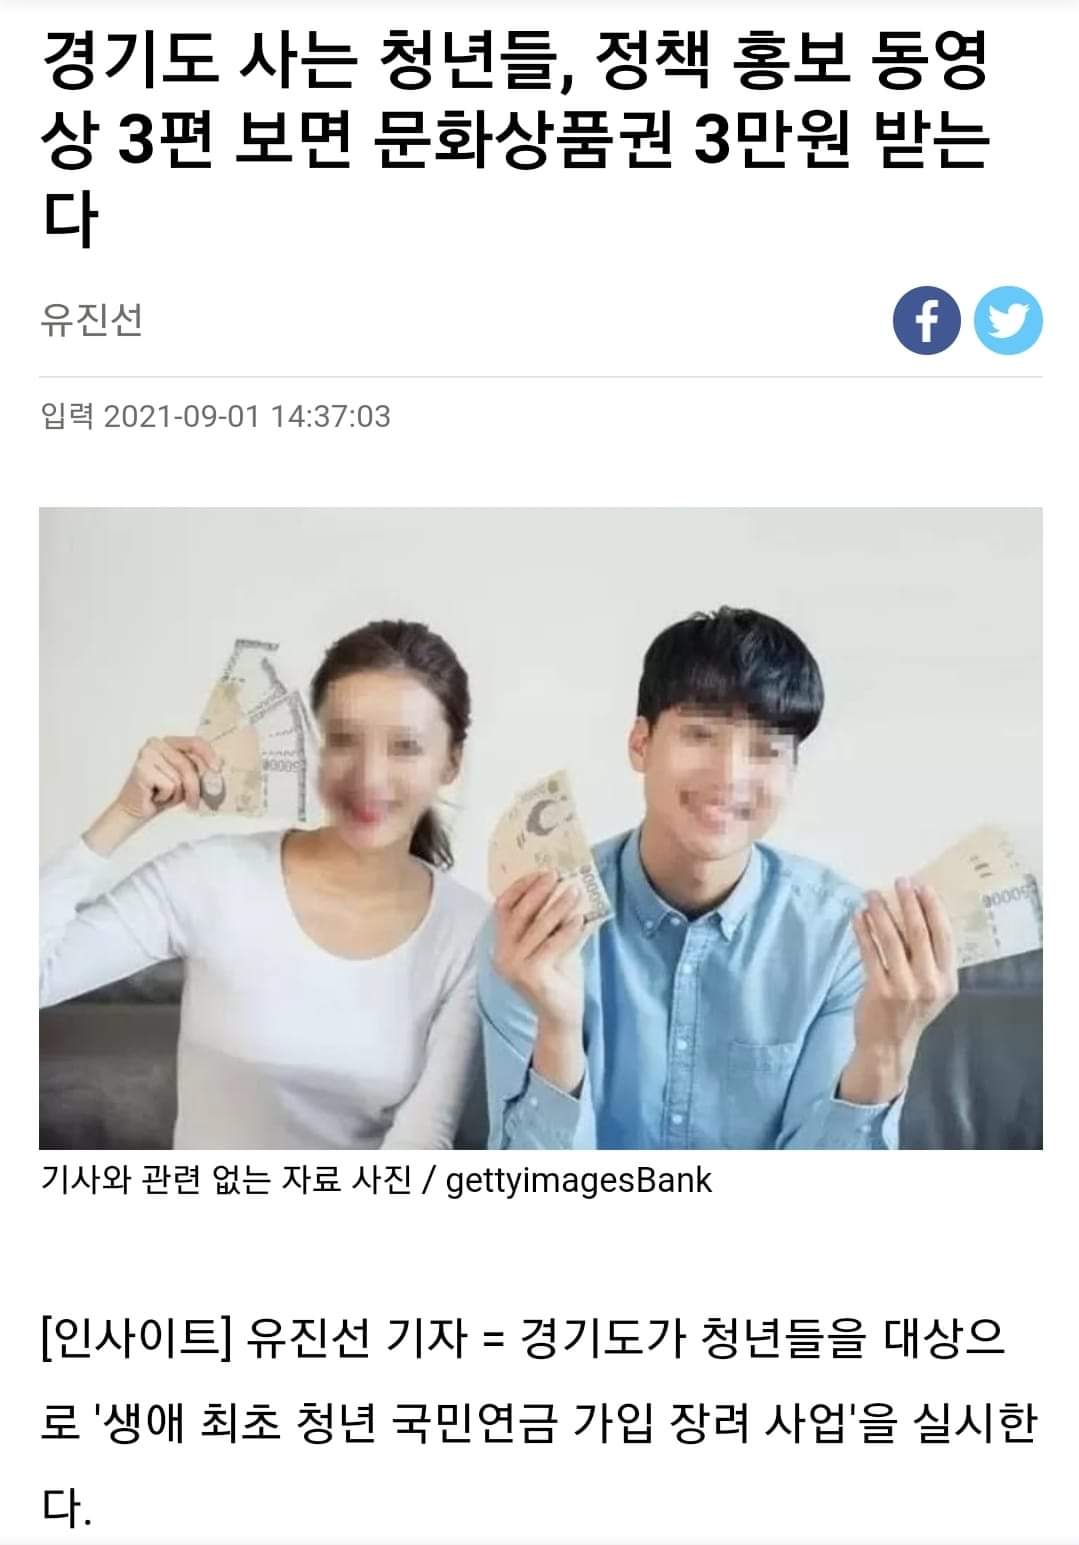 경기도 사는 청년들, 정책 홍보 동영
상 3편 보면 문화상품권 3만원 받는
다
유진선
입력 2021-09-01 14:37:03
기사와 관련 없는 자료 사진 / gettyimagesBank
[인사이트] 유진선 기자 = 경기도가 청년들을 대상으
로 '생애 최초 청년 국민연금 가입 장려 사업'을 실시한
다.